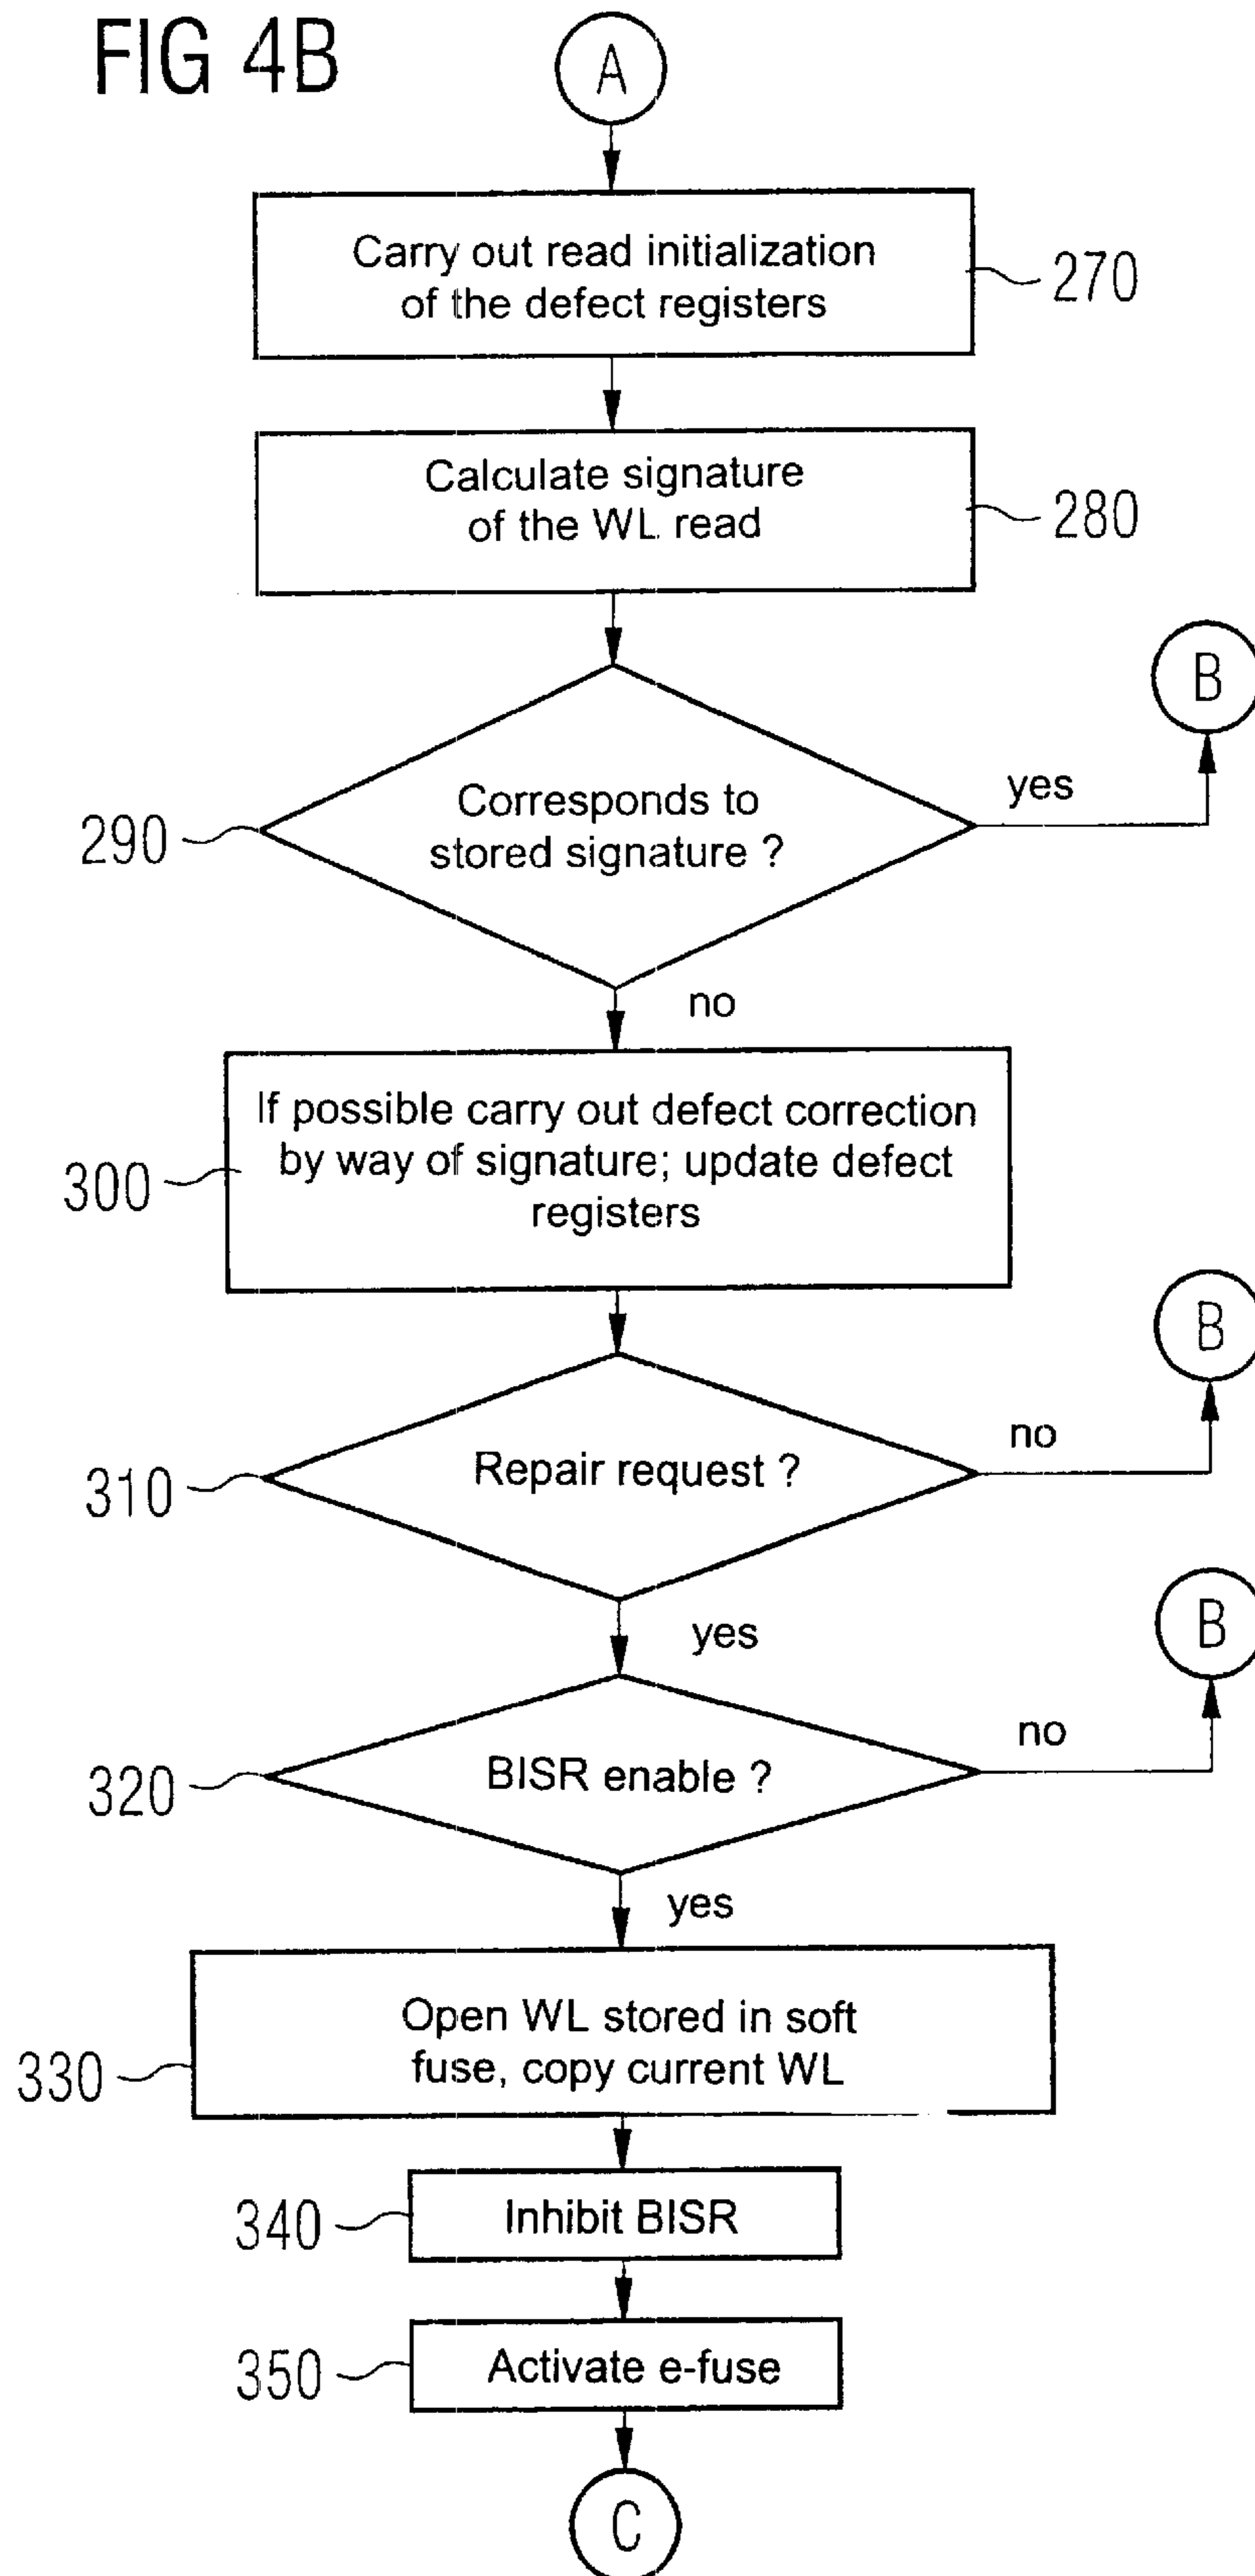 FIG 4B
A
Carry out read initialization
of the defect registers
270
Calculate signature
of the WL read
280
B
yes
Corresponds to
stored signature ?
290
no
If possible carry out defect correction
by way of signature; update defect
registers
300
B
no
Repair request ?
310
yes
B
no
BISR enable ?
320
yes
Open WL stored in soft
fuse, copy current WL
330
Inhibit BISR
340
Activate e-fuse
350
C